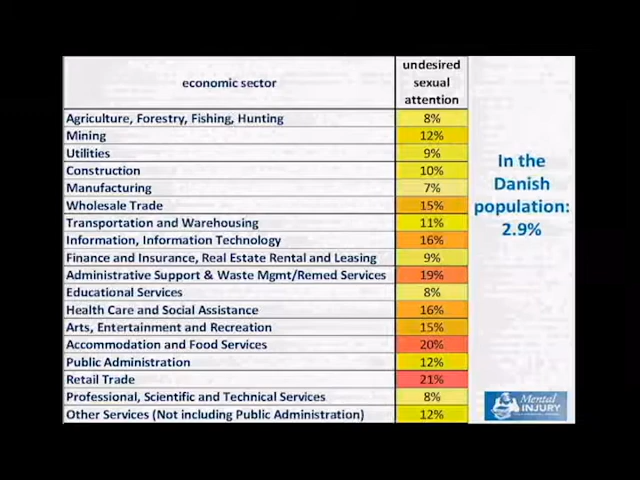 economic sector undesired sexual attention
Agriculture, Forestry, Fishing, Hunting 8%
Mining 12%
Utilities 9%
Construction 10%
Manufacturing 7%
Wholesale Trade 15%
Transportation and Warehousing 11%
Information, Information Technology 16%
Finance and Insurance, Real Estate Rental and Leasing 9%
Administrative Support & Waste Mgmt/Remed Services 19%
Educational Services 8%
Health Care and Social Assistance 16%
Arts, Entertainment and Recreation 15%
Accommodation and Food Services 20%
Public Administration 12%
Retail Trade 21%
Professional, Scientific and Technical Services 8%
Other Services (Not including Public Administration) 12%
In the
Danish
population:
2.9%
Mental
INJURY